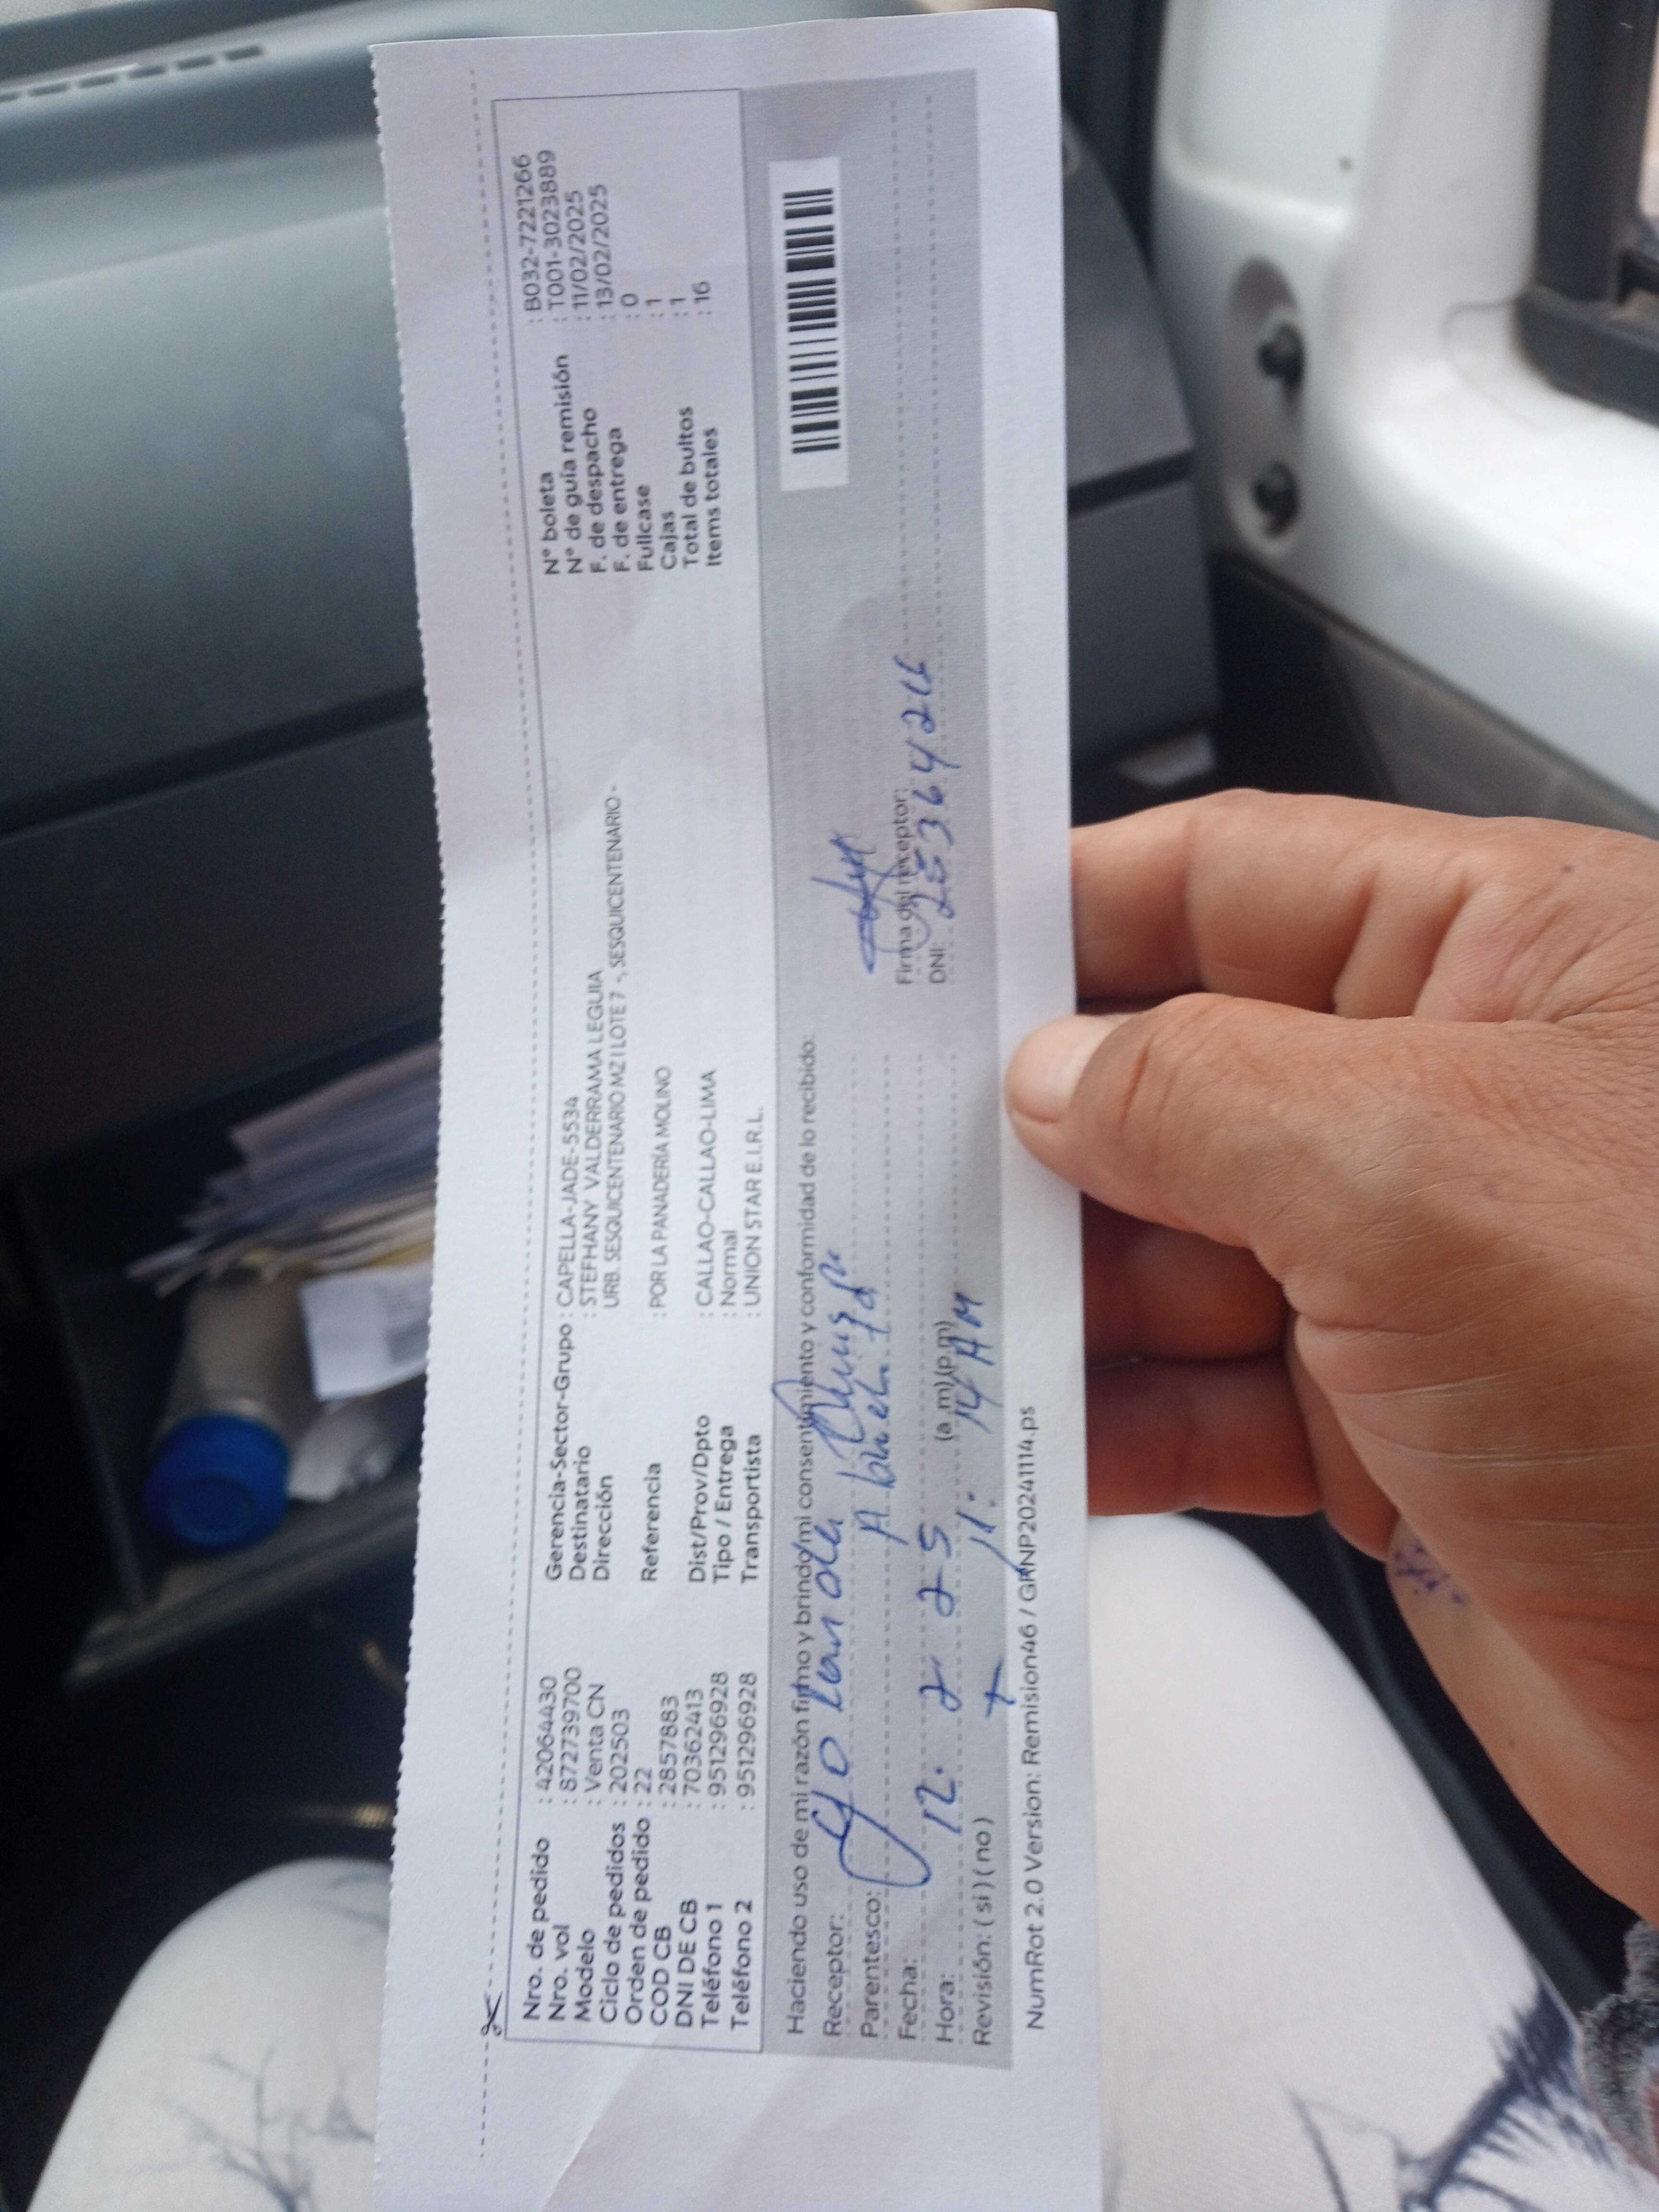 Nro. de pedido : 42064430
Nro. vol : 8727739700
Modelo : Venta CN
Ciclo de pedidos : 202503
Orden de pedido : 22
COD CB : 2857883
DNI DE CB : 70362413
Teléfono 1 : 951296928
Teléfono 2 : 951296928
Gerencia-Sector-Grupo : CAPELLA-JADE-5534
Destinatario : STEFHANY VALDERRAMA LEGUIA
Dirección URB. SESQUICENTENARIO MZ I LOTE 7 -, SESQUICENTENARIO -
Referencia : POR LA PANADERÍA MOLINO
Dist/Prov/Dpto : CALLAO-CALLAO-LIMA
Tipo / Entrega : Normal
Transportista : UNION STAR E.I.R.L.
N° boleta : B032-7221266
N° de guía remisión : T001-3023889
F. de despacho : 11/02/2025
F. de entrega : 13/02/2025
Fullcase : 0
Cajas : 1
Total de bultos : 1
Items totales : 16
Haciendo uso de mi razón firmo y brindo mi consentimiento y conformidad de lo recibido:
Receptor:
Parentesco:
Fecha: 12. 2 25
Hora: (a.m)(p.m) 11: 14 AM
Revisión: ( si ) ( no )
Firma del receptor:
DNI:
NumRot 2.0 Version: Remision46 / GRNP20241114.ps